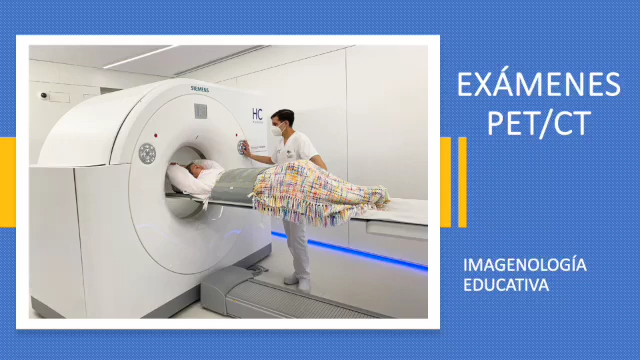 SIEMENS
HC
EXÁMENES
PET/CT
IMAGENOLOGÍA
EDUCATIVA